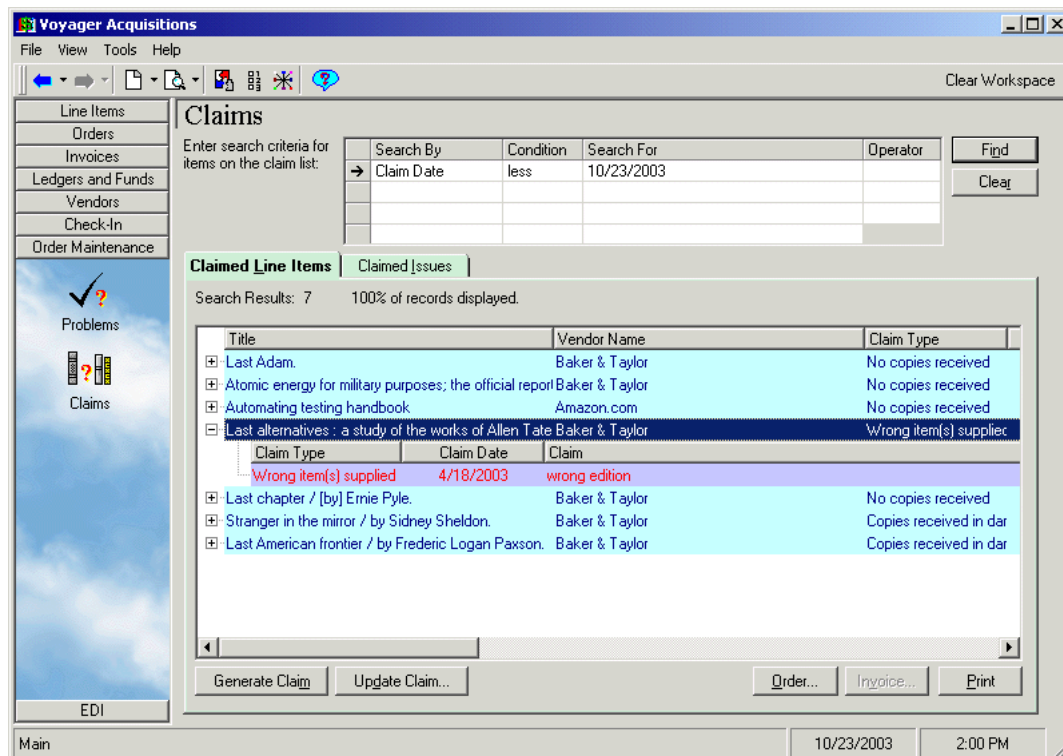 Voyager Acquisitions
File View Tools Help
Clear Workspace
Line Items
Orders
Invoices
Ledgers and Funds
Vendors
Check-In
Order Maintenance
Problems
Claims
EDI
Claims
Enter search criteria for
items on the claim list:
Search By Condition Search For Operator
Claim Date less 10/23/2003
Find
Clear
Claimed Line Items Claimed Issues
Search Results: 7 100% of records displayed.
Title Vendor Name Claim Type
Last Adam. Baker & Taylor No copies received
Atomic energy for military purposes; the official report Baker & Taylor No copies received
Automating testing handbook Amazon.com No copies received
Last alternatives : a study of the works of Allen Tate Baker & Taylor Wrong item(s) supplied
Claim Type Claim Date Claim
Wrong item(s) supplied 4/18/2003 wrong edition
Last chapter / [by] Ernie Pyle. Baker & Taylor No copies received
Stranger in the mirror / by Sidney Sheldon. Baker & Taylor Copies received in dar
Last American frontier / by Frederic Logan Paxson. Baker & Taylor Copies received in dar
Generate Claim Update Claim... Order... Invoice... Print
Main 10/23/2003 2:00 PM